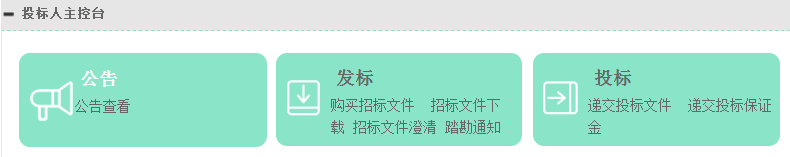 投标人主控台
公告
公告查看
发标
购买招标文件 招标文件下
载 招标文件澄清 踏勘通知
投标
递交投标文件 递交投标保证
金